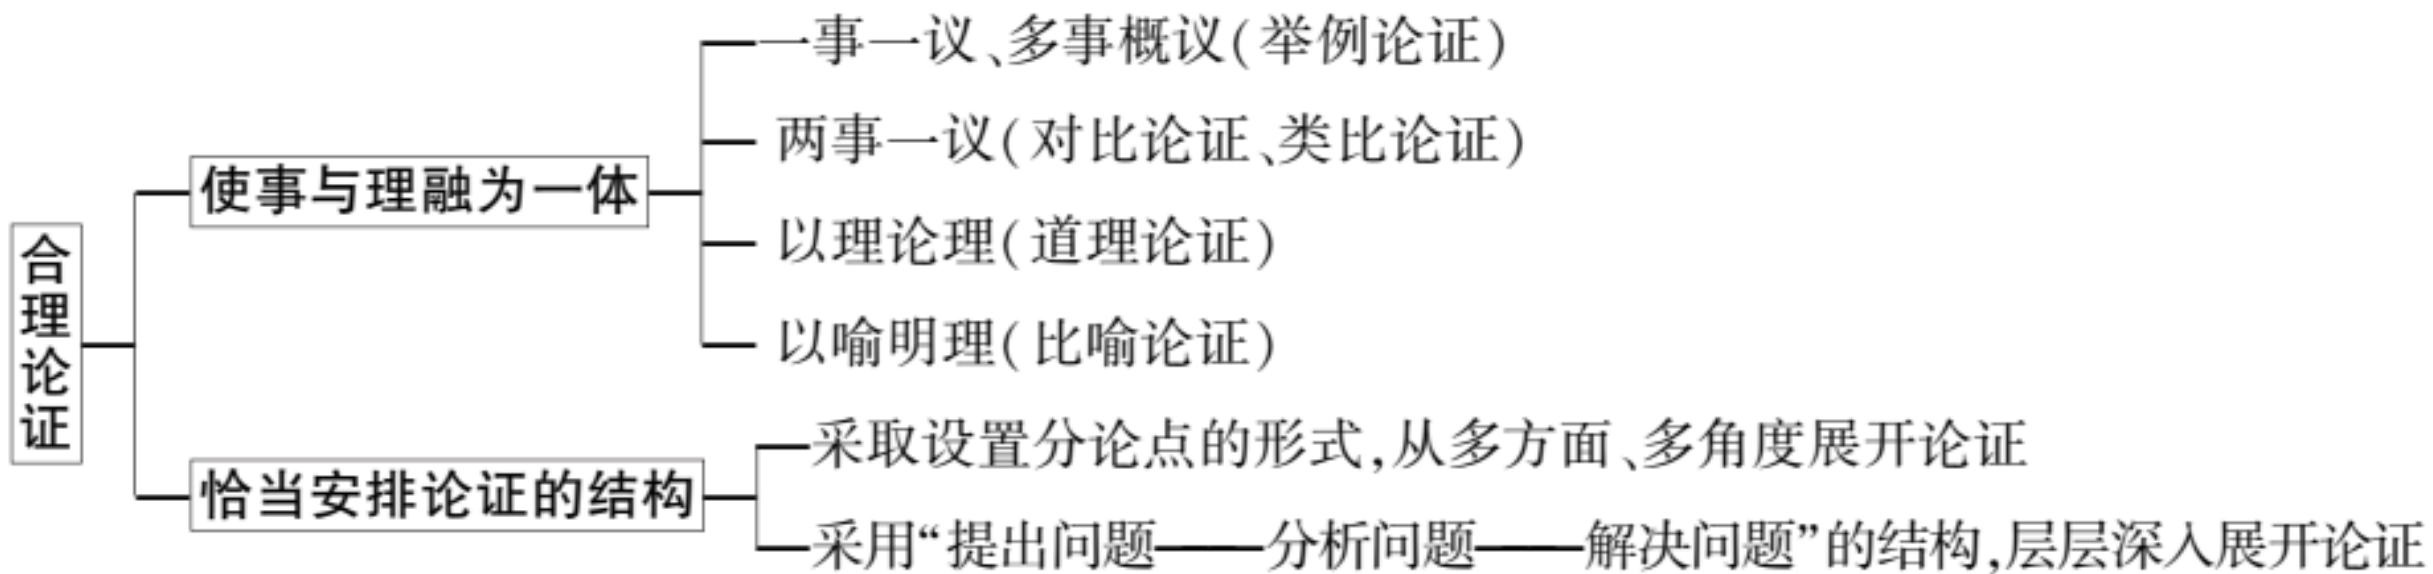 合理论证
使事与理融为一体
一事一议、多事概议(举例论证)
两事一议(对比论证、类比论证)
以理论理(道理论证)
以喻明理(比喻论证)
恰当安排论证的结构
采取设置分论点的形式,从多方面、多角度展开论证
采用“提出问题——分析问题——解决问题”的结构,层层深入展开论证